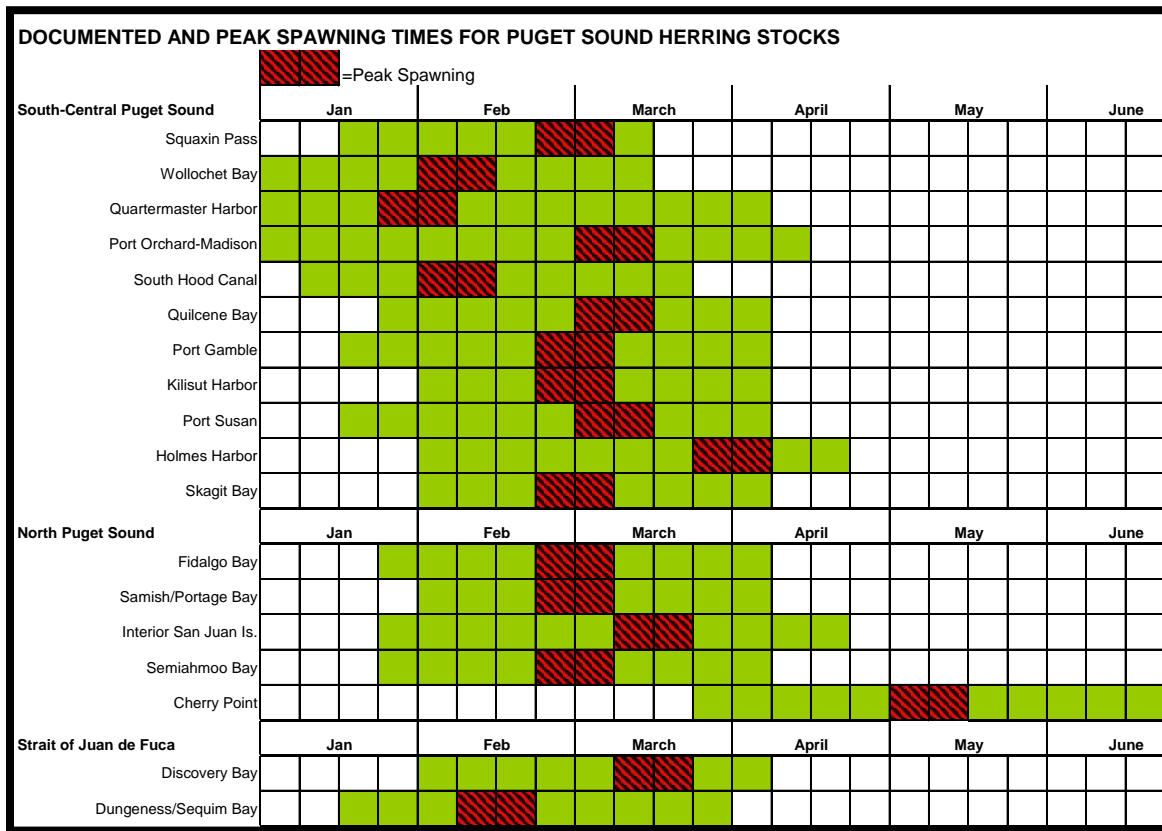 DOCUMENTED AND PEAK SPAWNING TIMES FOR PUGET SOUND HERRING STOCKS
=Peak Spawning
South-Central Puget Sound Jan Feb March April May June
Squaxin Pass
Wollochet Bay
Quartermaster Harbor
Port Orchard-Madison
South Hood Canal
Quilcene Bay
Port Gamble
Kilisut Harbor
Port Susan
Holmes Harbor
Skagit Bay
North Puget Sound Jan Feb March April May June
Fidalgo Bay
Samish/Portage Bay
Interior San Juan Is.
Semiahmoo Bay
Cherry Point
Strait of Juan de Fuca Jan Feb March April May June
Discovery Bay
Dungeness/Sequim Bay